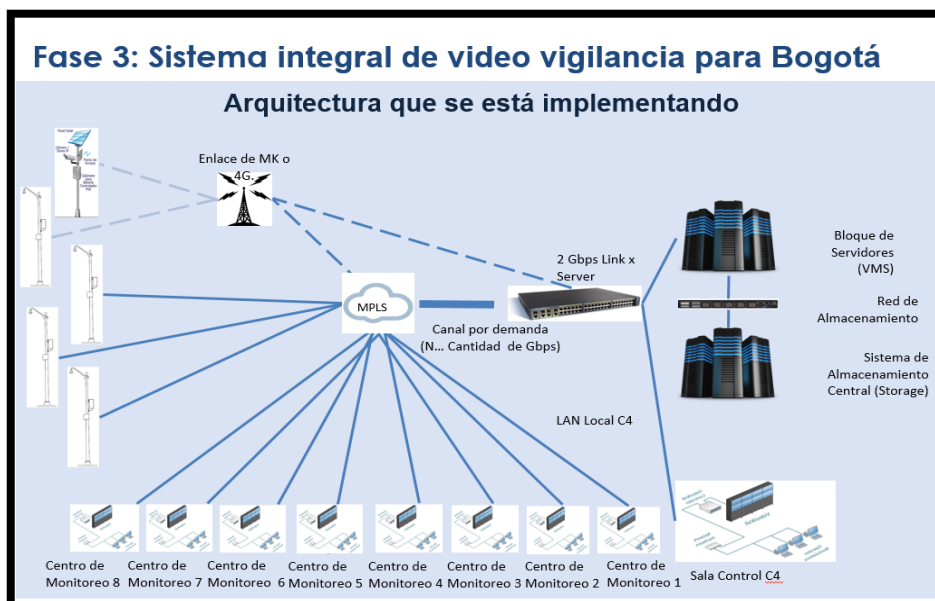 Fase 3: Sistema integral de video vigilancia para Bogotá
Arquitectura que se está implementando
Panel Solar
Enlace de MK o
4G.
2 Gbps Link x
Server
Bloque de
Servidores
(VMS)
MPLS
Red de
Almacenamiento
Canal por demanda
(N... Cantidad de Gbps)
Sistema de
Almacenamiento
Central (Storage)
LAN Local C4
Centro de
Monitoreo 8
Centro de
Monitoreo 7
Centro de
Monitoreo 6
Centro de
Monitoreo 5
Centro de
Monitoreo 4
Centro de
Monitoreo 3
Centro de
Monitoreo 2
Centro de
Monitoreo 1
Sala Control C4